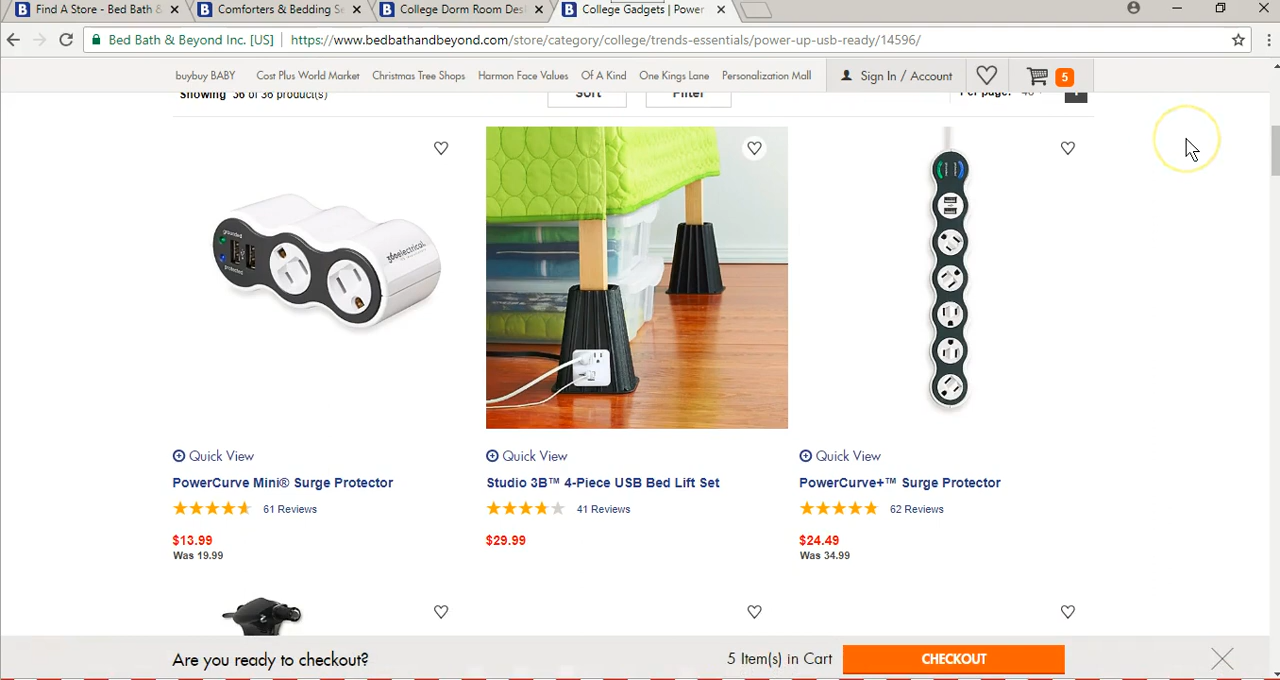 Find A Store - Bed Bath &
Comforters & Bedding Se
College Dorm Room Des
College Gadgets | Power
Bed Bath & Beyond Inc. [US]
https://www.bedbathandbeyond.com/store/category/college/trends-essentials/power-up-usb-ready/14596/
buybuy BABY
Cost Plus World Market
Christmas Tree Shops
Harmon Face Values
Of A Kind
One Kings Lane
Personalization Mall
Sign In / Account
5
Showing 36 of 36 product(s)
Sort
Filter
Per page: 48
grounded
protected
360electrical
Quick View
Quick View
Quick View
PowerCurve Mini® Surge Protector
Studio 3B™ 4-Piece USB Bed Lift Set
PowerCurve+™ Surge Protector
61 Reviews
41 Reviews
62 Reviews
$13.99
$29.99
$24.49
Was 19.99
Was 34.99
Are you ready to checkout?
5 Item(s) in Cart
CHECKOUT